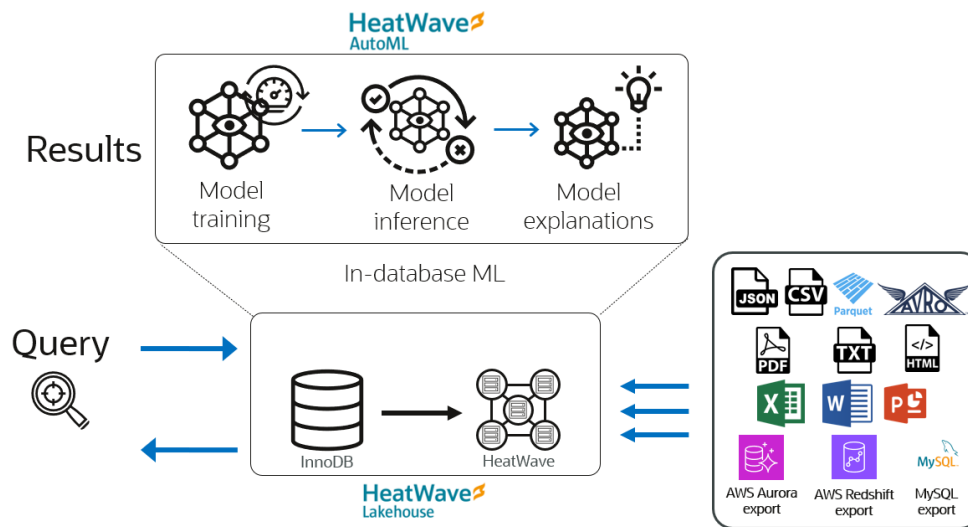 HeatWave
AutoML
Results
Model
training
Model
inference
Model
explanations
In-database ML
Query
InnoDB
HeatWave
HeatWave
Lakehouse
JSON
CSV
Parquet
AVRO
PDF
TXT
</>
HTML
X
W
P
MySQL
AWS Aurora
export
AWS Redshift
export
MySQL
export